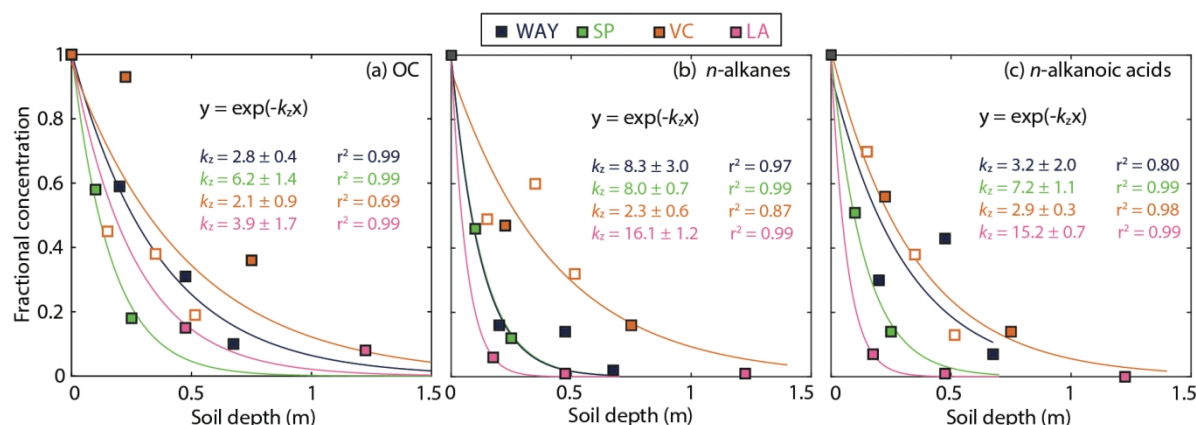 WAY SP VC LA
Fractional concentration
1
0.8
0.6
0.4
0.2
0
(a) OC
y = exp(-kzx)
kz = 2.8 ± 0.4 r² = 0.99
kz = 6.2 ± 1.4 r² = 0.99
kz = 2.1 ± 0.9 r² = 0.69
kz = 3.9 ± 1.7 r² = 0.99
0 0.5 1 1.5
Soil depth (m)
(b) n-alkanes
y = exp(-kzx)
kz = 8.3 ± 3.0 r² = 0.97
kz = 8.0 ± 0.7 r² = 0.99
kz = 2.3 ± 0.6 r² = 0.87
kz = 16.1 ± 1.2 r² = 0.99
0 0.5 1 1.5
Soil depth (m)
(c) n-alkanoic acids
y = exp(-kzx)
kz = 3.2 ± 2.0 r² = 0.80
kz = 7.2 ± 1.1 r² = 0.99
kz = 2.9 ± 0.3 r² = 0.98
kz = 15.2 ± 0.7 r² = 0.99
0 0.5 1 1.5
Soil depth (m)